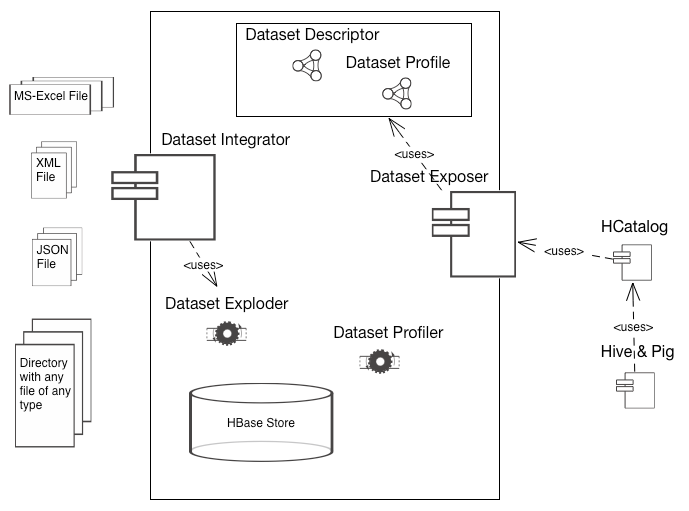 Dataset Descriptor
Dataset Profile
MS-Excel File
Dataset Integrator
<uses>
XML
File
Dataset Exposer
HCatalog
JSON
File
<uses>
<uses>
Dataset Exploder
Dataset Profiler
<uses>
Hive & Pig
Directory
with any
file of any
type
HBase Store